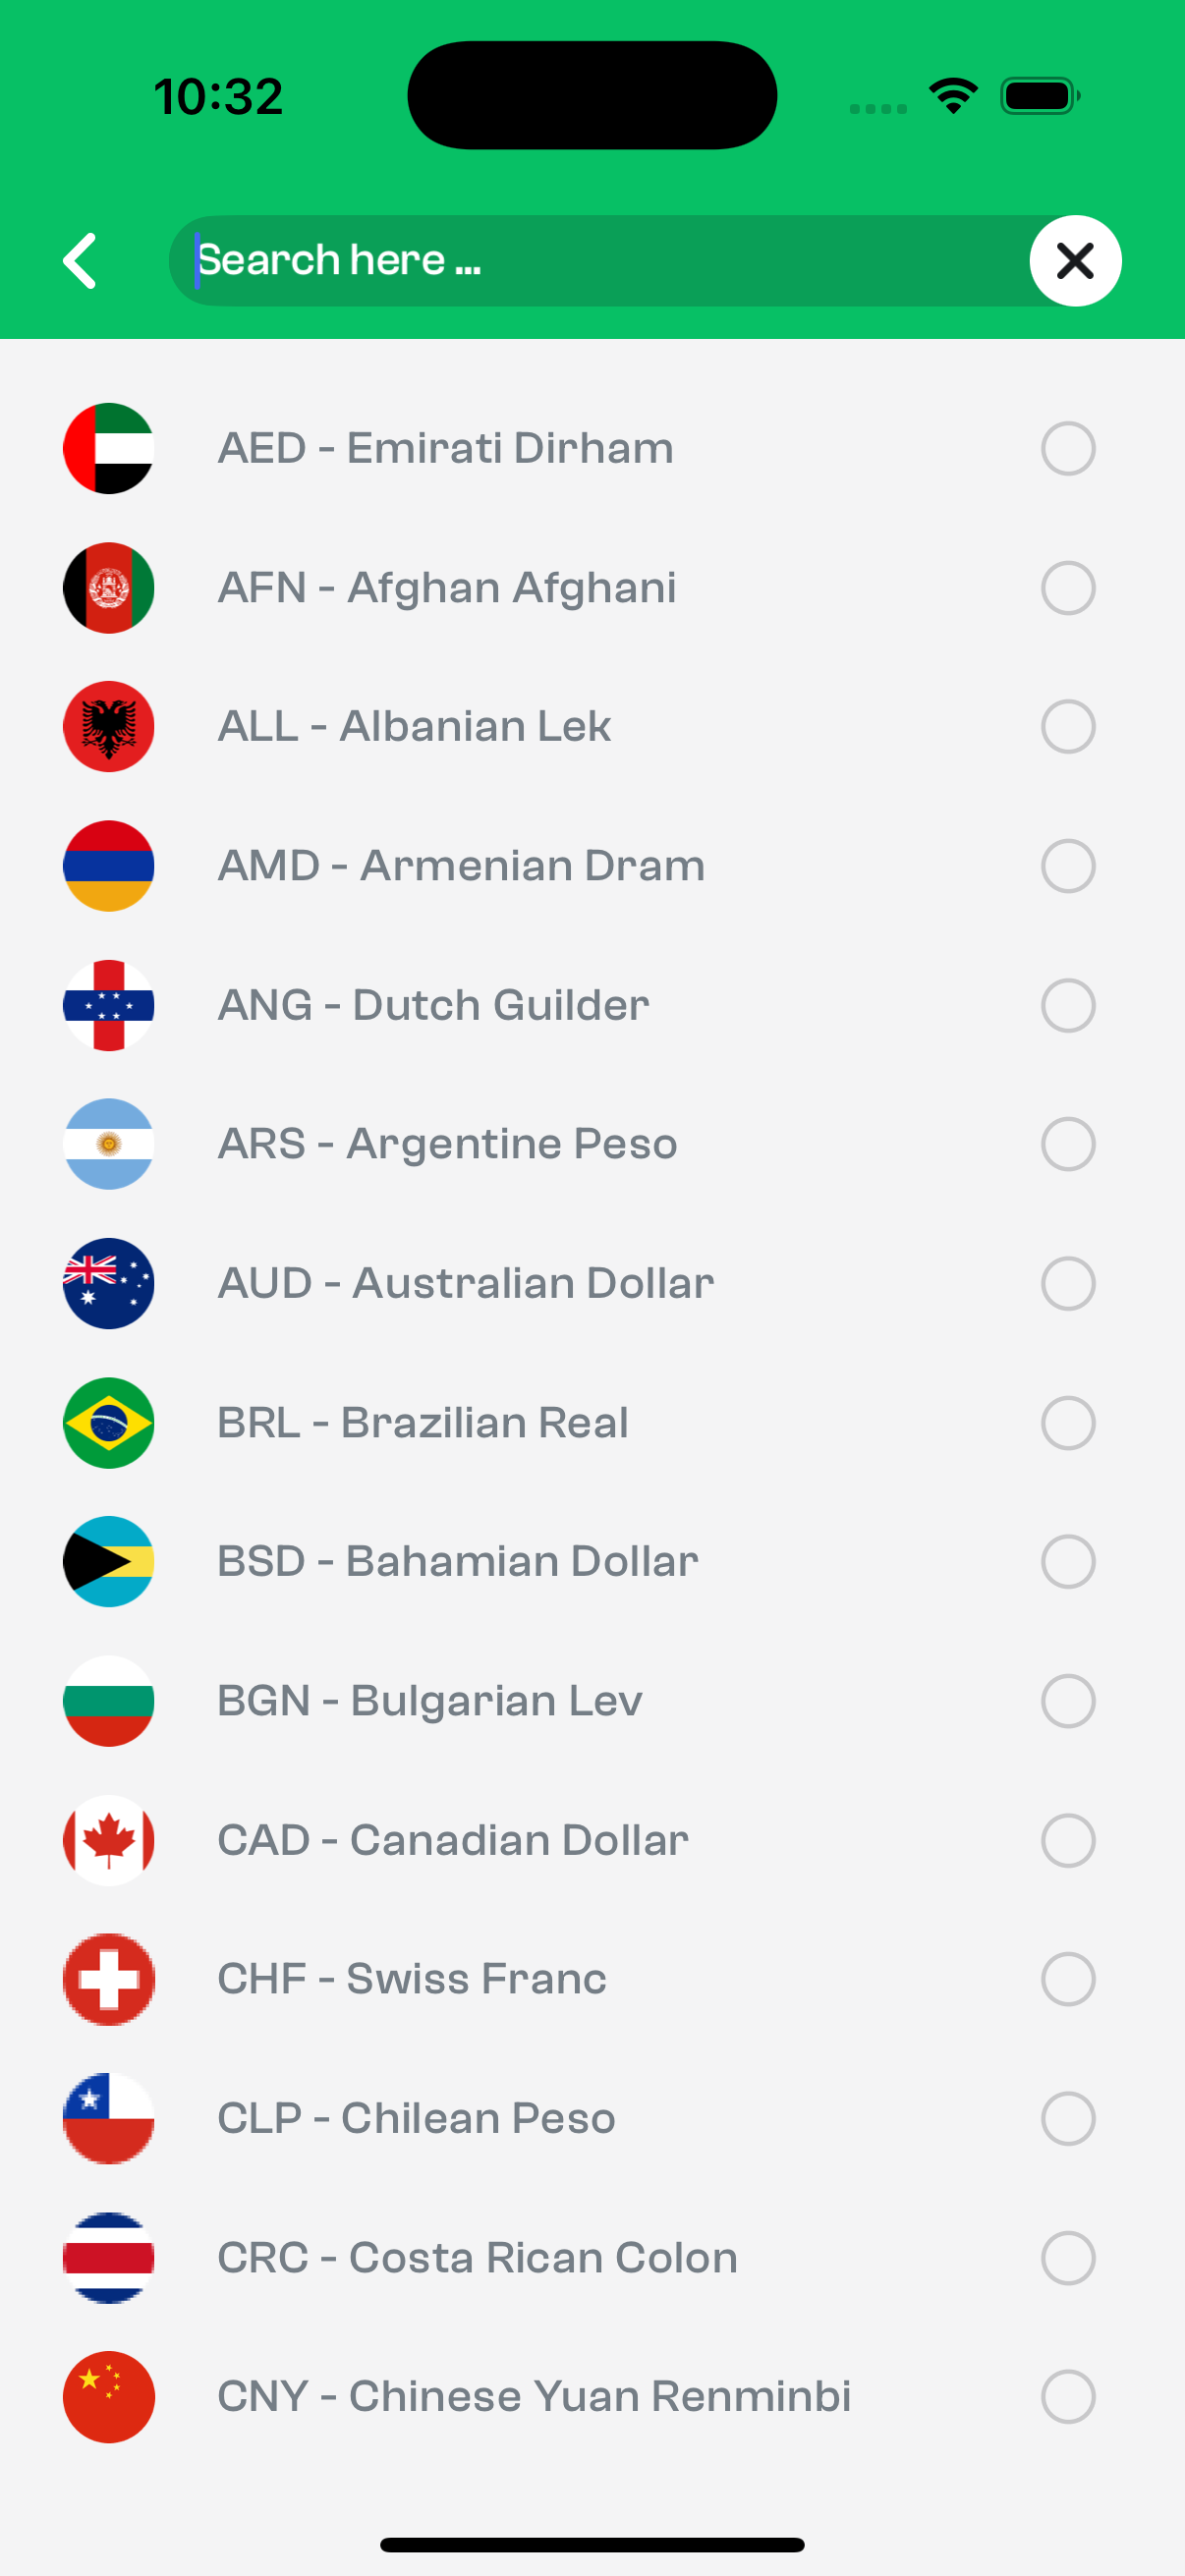 10:32
Search here ...
AED - Emirati Dirham
AFN - Afghan Afghani
ALL - Albanian Lek
AMD - Armenian Dram
ANG - Dutch Guilder
ARS - Argentine Peso
AUD - Australian Dollar
BRL - Brazilian Real
BSD - Bahamian Dollar
BGN - Bulgarian Lev
CAD - Canadian Dollar
CHF - Swiss Franc
CLP - Chilean Peso
CRC - Costa Rican Colon
CNY - Chinese Yuan Renminbi